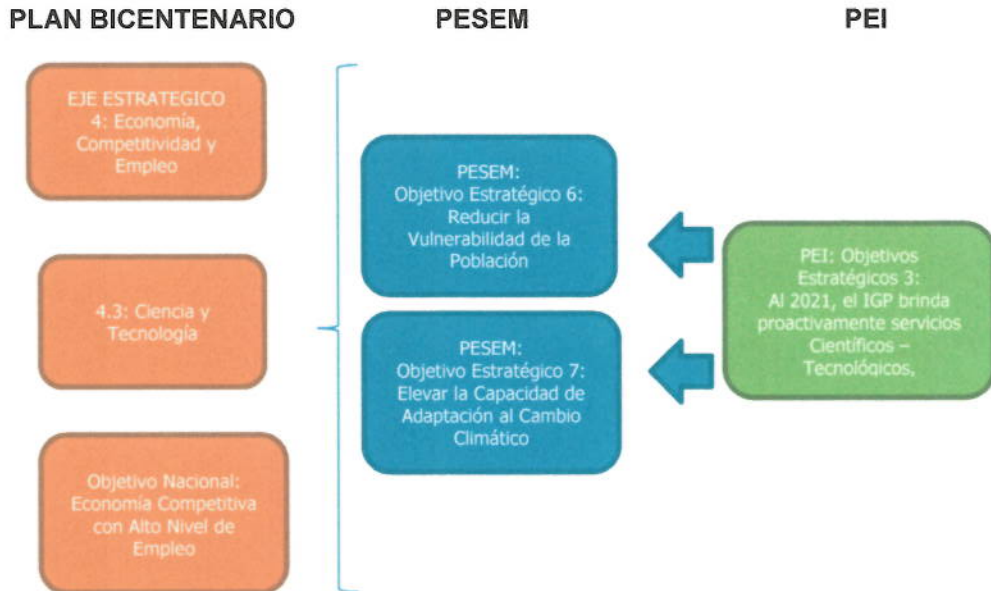 PLAN BICENTENARIO
PESEM
PEI
EJE ESTRATEGICO
4: Economía,
Competitividad y
Empleo
4.3: Ciencia y
Tecnología
Objetivo Nacional:
Economía Competitiva
con Alto Nivel de
Empleo
PESEM:
Objetivo Estratégico 6:
Reducir la
Vulnerabilidad de la
Población
PESEM:
Objetivo Estratégico 7:
Elevar la Capacidad de
Adaptación al Cambio
Climático
PEI: Objetivos
Estratégicos 3:
Al 2021, el IGP brinda
proactivamente servicios
Científicos –
Tecnológicos,